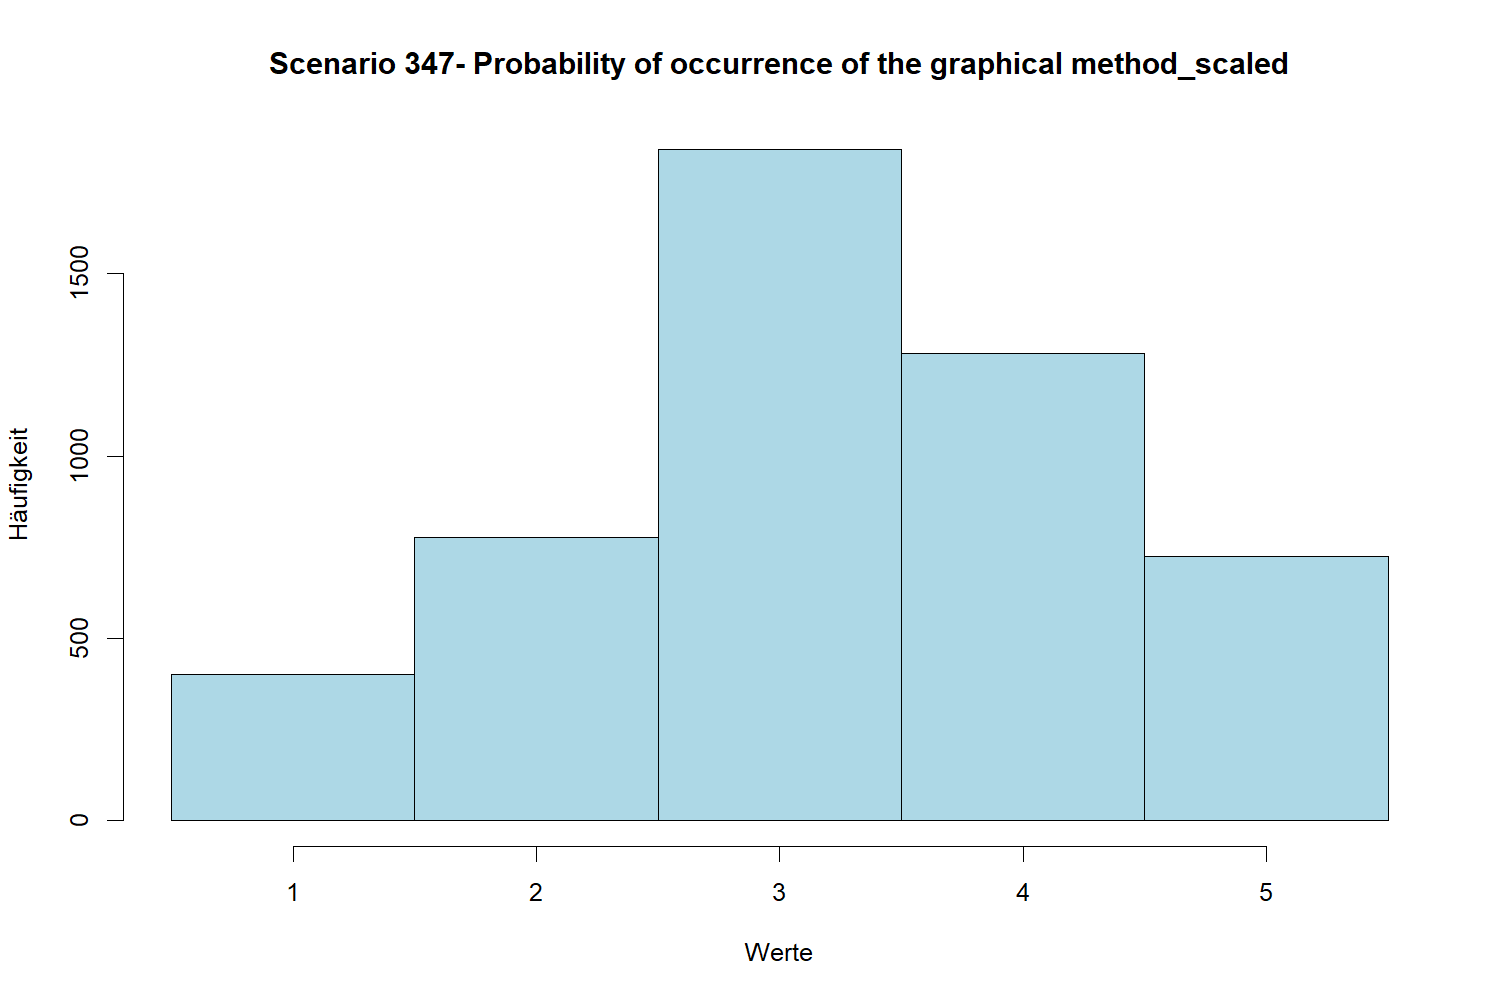 Scenario 347- Probability of occurrence of the graphical method_scaled
1500
1000
500
0
Häufigkeit
1 2 3 4 5
Werte